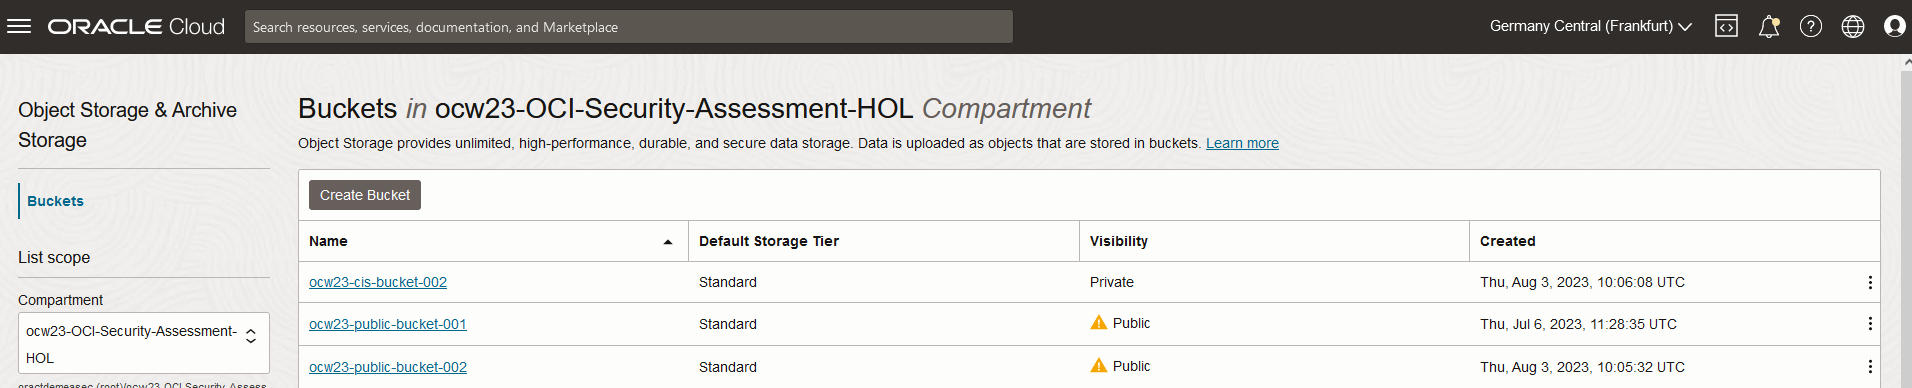 ORACLE Cloud
Search resources, services, documentation, and Marketplace
Germany Central (Frankfurt)
Object Storage & Archive
Storage
Buckets
List scope
Compartment
ocw23-OCI-Security-Assessment-
HOL
Buckets in ocw23-OCI-Security-Assessment-HOL Compartment
Object Storage provides unlimited, high-performance, durable, and secure data storage. Data is uploaded as objects that are stored in buckets. Learn more
Create Bucket
Name Default Storage Tier Visibility Created
ocw23-cis-bucket-002 Standard Private Thu, Aug 3, 2023, 10:06:08 UTC
ocw23-public-bucket-001 Standard Public Thu, Jul 6, 2023, 11:28:35 UTC
ocw23-public-bucket-002 Standard Public Thu, Aug 3, 2023, 10:05:32 UTC